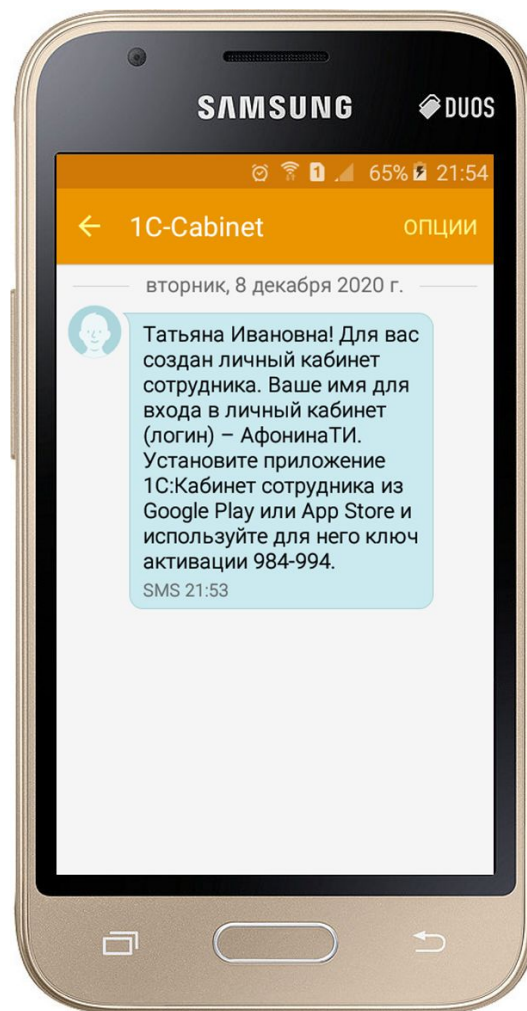 SAMSUNG DUOS
1 65% 21:54
1C-Cabinet ОПЦИИ
вторник, 8 декабря 2020 г.
Татьяна Ивановна! Для вас
создан личный кабинет
сотрудника. Ваше имя для
входа в личный кабинет
(логин) – АфонинаТИ.
Установите приложение
1С:Кабинет сотрудника из
Google Play или App Store и
используйте для него ключ
активации 984-994.
SMS 21:53